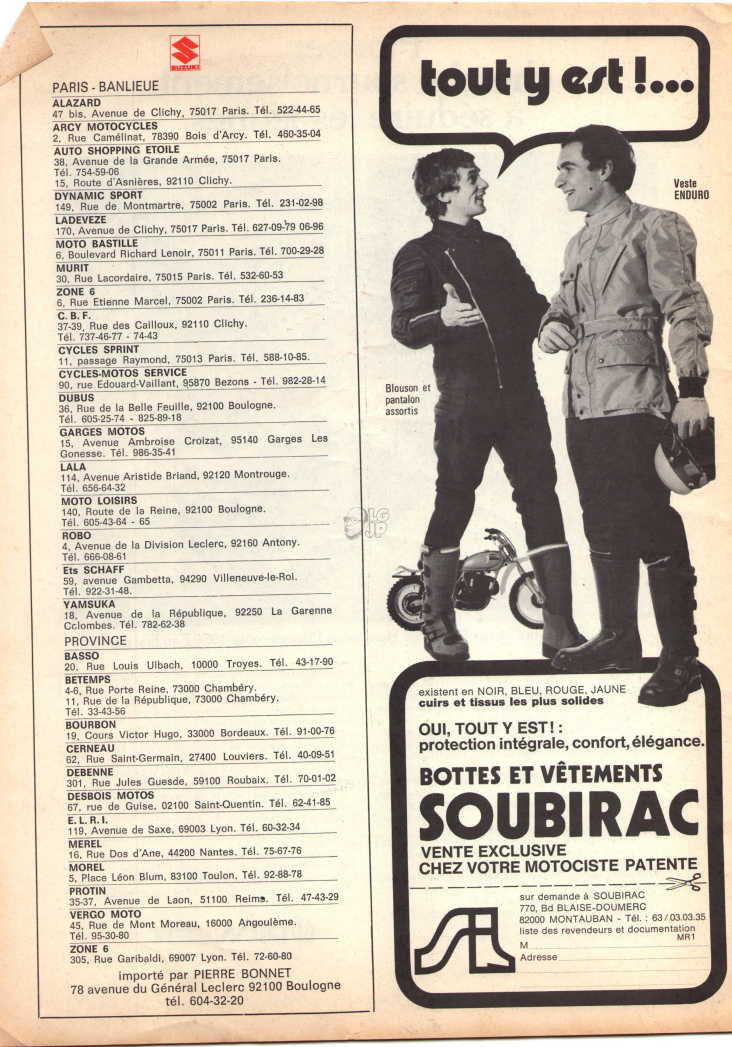 SUZUKI
PARIS - BANLIEUE
ALAZARD
47 bis, Avenue de Clichy, 75017 Paris. Tél. 522-44-65
ARCY MOTOCYCLES
2, Rue Camélinat, 78390 Bois d'Arcy. Tél. 460-35-04
AUTO SHOPPING ETOILE
38, Avenue de la Grande Armée, 75017 Paris.
Tél. 754-59-06
15, Route d'Asnières, 92110 Clichy.
DYNAMIC SPORT
149, Rue de Montmartre, 75002 Paris. Tél. 231-02-98
LADEVEZE
170, Avenue de Clichy, 75017 Paris Tél. 627-09-79 06-96
MOTO BASTILLE
6, Boulevard Richard Lenoir, 75011 Paris Tél. 700-29-28
MURIT
30, Rue Lacordaire, 75015 Paris. Tél. 532-60-53
ZONE 6
6, Rue Etienne Marcel, 75002 Paris. Tél. 236-14-83
C. B. F.
37-39, Rue des Cailloux, 92110 Clichy.
Tél. 737-46-77 - 74-43
CYCLES SPRINT
11, passage Raymond, 75013 Paris. Tél. 588-10-85.
CYCLES-MOTOS SERVICE
90, rue Edouard-Vaillant, 95870 Bezons - Tél. 982-28-14
DUBUS
36, Rue de la Belle Feuille, 92100 Boulogne.
Tél. 605-25-74 - 825-89-18
GARGES MOTOS
15, Avenue Ambroise Croizat, 95140 Garges Les
Gonesse. Tél. 986-35-41
LALA
114, Avenue Aristide Briand, 92120 Montrouge.
Tél. 656-64-32
MOTO LOISIRS
140, Route de la Reine, 92100 Boulogne.
Tél. 605-43-64 - 65
ROBO
4, Avenue de la Division Leclerc, 92160 Antony.
Tél. 666-08-61
Ets SCHAFF
59, avenue Gambetta, 94290 Villeneuve-le-Roi.
Tél. 922-31-48.
YAMSUKA
18, Avenue de la République, 92250 La Garenne
Cclombes. Tél. 782-62-38
PROVINCE
BASSO
20, Rue Louis Ulbach, 10000 Troyes. Tél. 43-17-90
BETEMPS
4-6, Rue Porte Reine, 73000 Chambéry.
11, Rue de la République, 73000 Chambéry.
Tél. 33-43-56
BOURBON
19, Cours Victor Hugo, 33000 Bordeaux. Tél. 91-00-76
CERNEAU
62, Rue Saint-Germain, 27400 Louviers. Tél. 40-09-51
DEBENNE
301, Rue Jules Guesde, 59100 Roubaix. Tél. 70-01-02
DESBOIS MOTOS
67, rue de Guise, 02100 Saint-Quentin. Tél. 62-41-85
E. L. R. I.
119, Avenue de Saxe, 69003 Lyon. Tél. 60-32-34
MEREL
16, Rue Dos d'Ane, 44200 Nantes. Tél. 75-67-76
MOREL
5, Place Léon Blum, 83100 Toulon. Tél. 92-88-78
PROTIN
35-37, Avenue de Laon, 51100 Reims. Tél. 47-43-29
VERGO MOTO
45, Rue de Mont Moreau, 16000 Angoulème.
Tél. 95-30-80
ZONE 6
305, Rue Garibaldi, 69007 Lyon. Tél. 72-60-80
importé par PIERRE BONNET
78 avenue du Général Leclerc 92100 Boulogne
tél. 604-32-20
tout y est !...
Veste
ENDURO
Blouson et
pantalon
assortis
LG
JP
existent en NOIR, BLEU, ROUGE, JAUNE
cuirs et tissus les plus solides
OUI, TOUT Y EST! :
protection intégrale, confort, élégance.
BOTTES ET VÊTEMENTS
SOUBIRAC
VENTE EXCLUSIVE
CHEZ VOTRE MOTOCISTE PATENTE
sur demande à SOUBIRAC
770, Bd BLAISE-DOUMERC
82000 MONTAUBAN - Tél. : 63/03.03.35
liste des revendeurs et documentation
MR1
M
Adresse